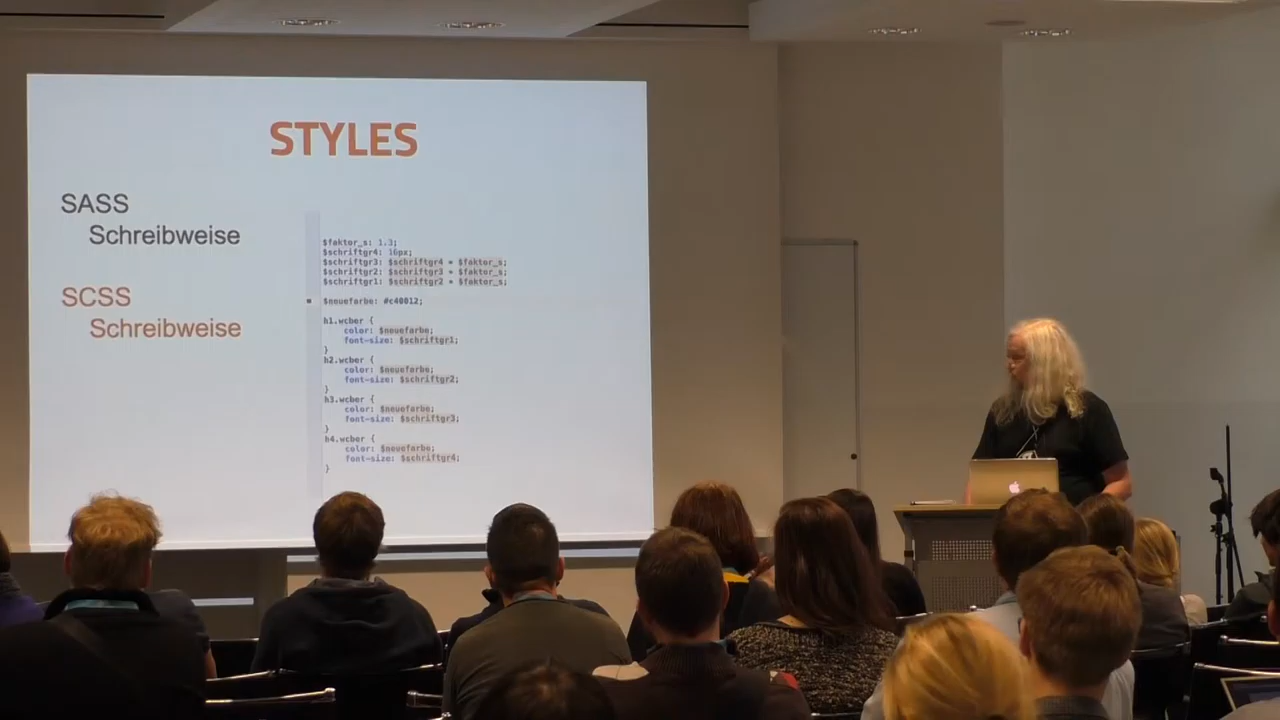 STYLES
SASS
Schreibweise
SCSS
Schreibweise
$faktor_s: 1.3;
$schriftgr4: 16px;
$schriftgr3: $schriftgr4 * $faktor_s;
$schriftgr2: $schriftgr3 * $faktor_s;
$schriftgr1: $schriftgr2 * $faktor_s;
$neuefarbe: #c40812;
h1.wcber {
color: $neuefarbe;
font-size: $schriftgr1;
}
h2.wcber {
color: $neuefarbe;
font-size: $schriftgr2;
}
h3.wcber {
color: $neuefarbe;
font-size: $schriftgr3;
}
h4.wcber {
color: $neuefarbe;
font-size: $schriftgr4;
}